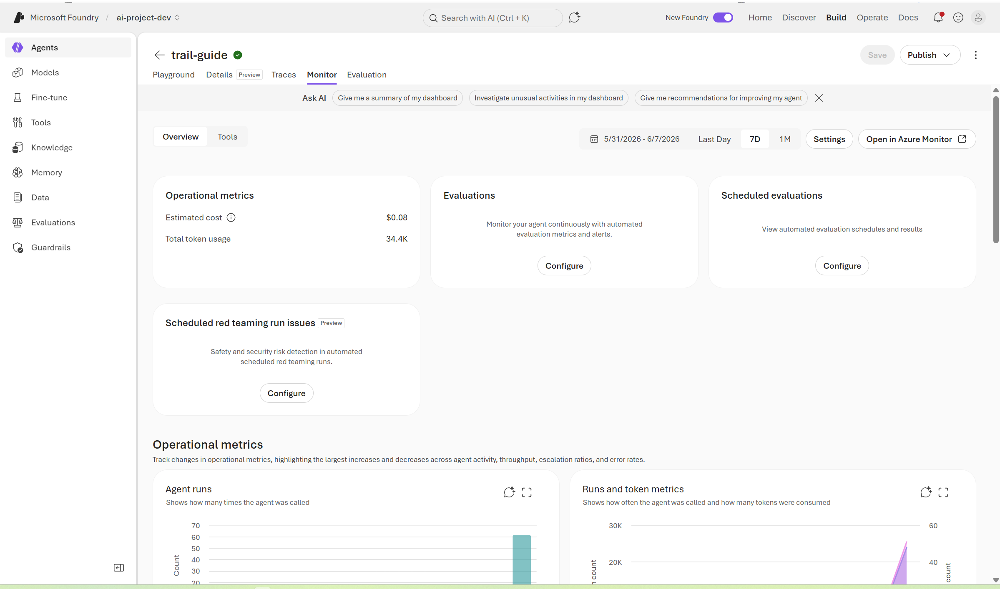 Microsoft Foundry / ai-project-dev
Search with AI (Ctrl + K)
New Foundry
Home
Discover
Build
Operate
Docs
Agents
Models
Fine-tune
Tools
Knowledge
Memory
Data
Evaluations
Guardrails
trail-guide
Save
Publish
Playground
Details Preview
Traces
Monitor
Evaluation
Ask AI
Give me a summary of my dashboard
Investigate unusual activities in my dashboard
Give me recommendations for improving my agent
Overview
Tools
5/31/2026 - 6/7/2026
Last Day
7D
1M
Settings
Open in Azure Monitor
Operational metrics
Estimated cost $0.08
Total token usage 34.4K
Evaluations
Monitor your agent continuously with automated
evaluation metrics and alerts.
Configure
Scheduled evaluations
View automated evaluation schedules and results
Configure
Scheduled red teaming run issues Preview
Safety and security risk detection in automated
scheduled red teaming runs.
Configure
Operational metrics
Track changes in operational metrics, highlighting the largest increases and decreases across agent activity, throughput, escalation ratios, and error rates.
Agent runs
Shows how many times the agent was called
70
60
50
40
30
20
Count
Runs and token metrics
Shows how often the agent was called and how many tokens were consumed
30K
20K
count
60
40
count